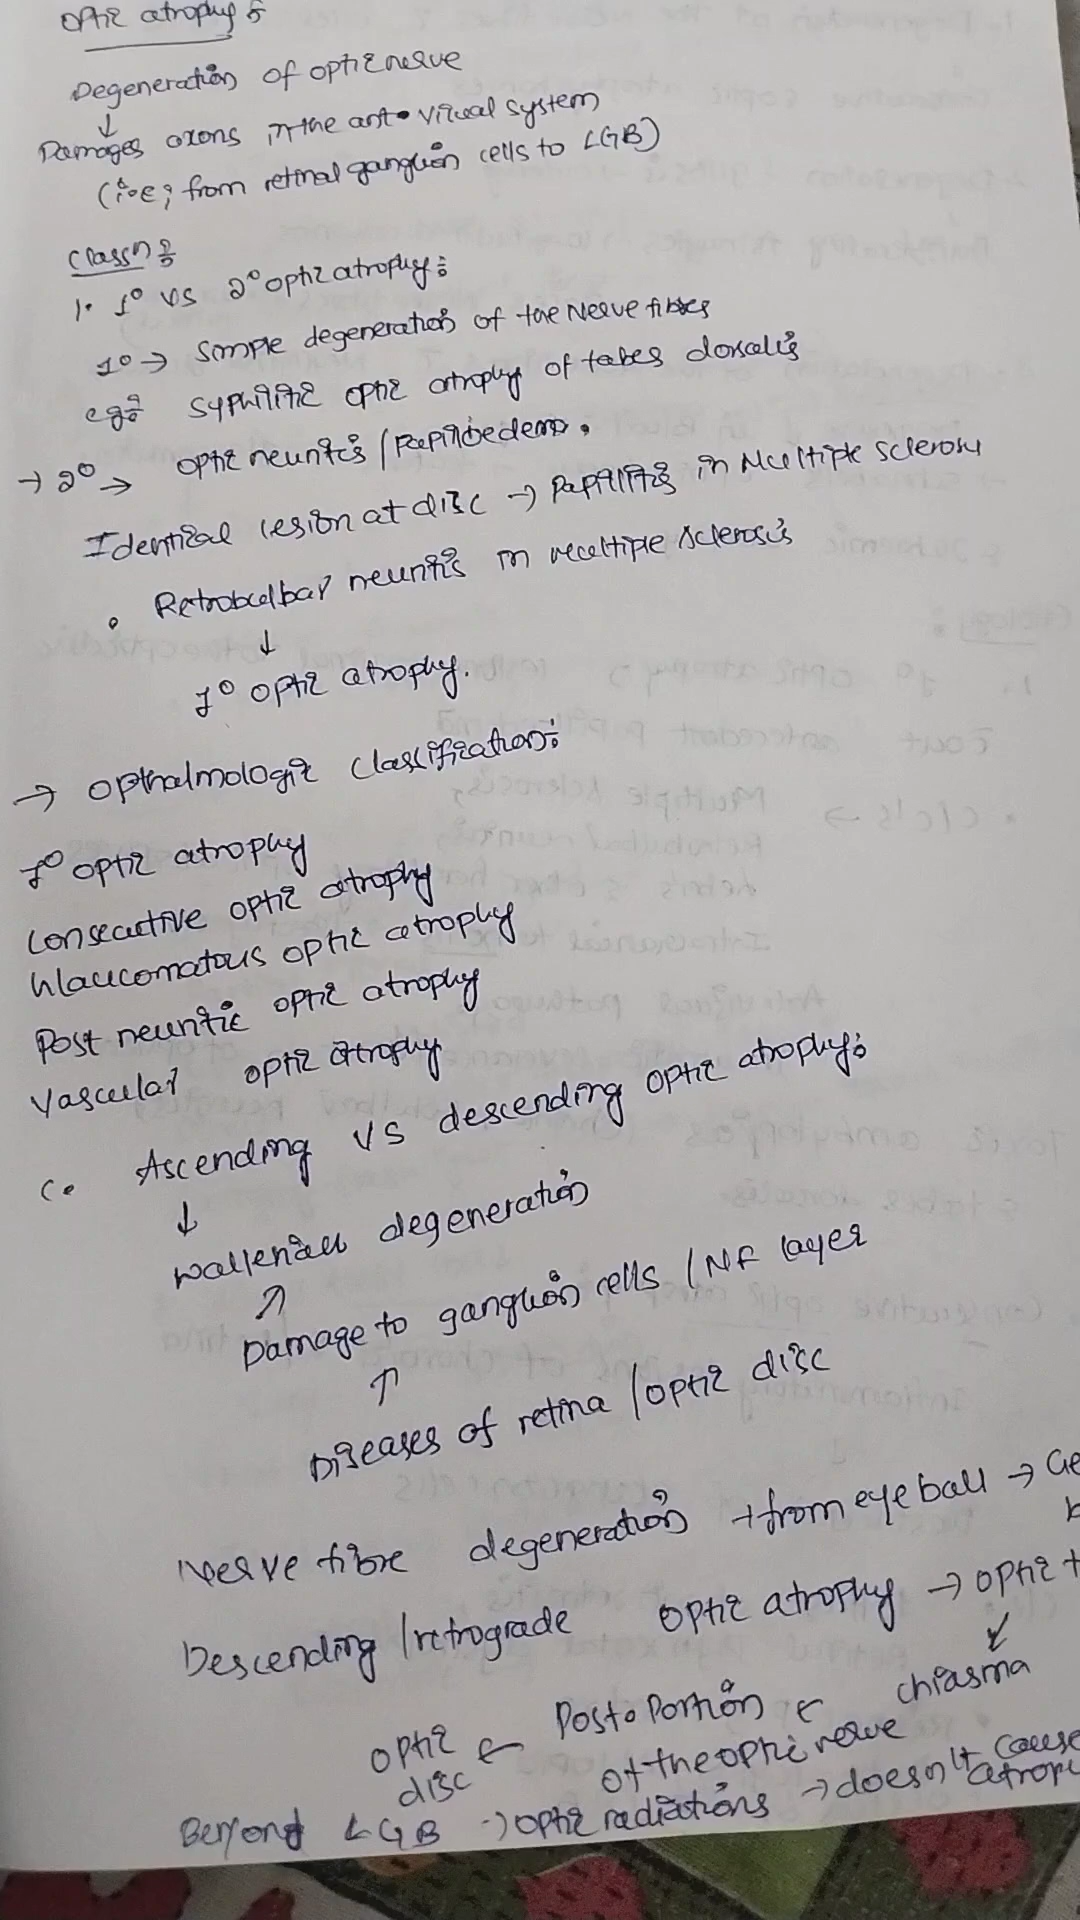 Optic atrophy :
Degeneration of optic nerve
↓
Damages axons in the ant. visual system
(i.e; from retinal ganglion cells to LGB)
Classn :
1. 1° vs 2° optic atrophy :
1° → Simple degeneration of the nerve fibres
eg: Syphilitic optic atrophy of tabes dorsalis
→ 2° → optic neuritis / Papilloedema.
Identical lesion at disc → Papillitis in Multiple sclerosis
• Retrobulbar neuritis in multiple sclerosis
↓
1° optic atrophy.
→ Opthalmologic classification :
1° optic atrophy
Consecutive optic atrophy
Glaucomatous optic atrophy
Post neuritic optic atrophy
Vascular optic atrophy
C. Ascending vs descending optic atrophy :
↓
Wallerian degeneration
↑
Damage to ganglion cells / NF layer
↑
Diseases of retina / optic disc
Nerve fibre degeneration from eye ball →
Descending / retrograde optic atrophy → optic t
↓
optic disc ← Post. Portion of the optic nerve ← chiasma
Beyond LGB → optic radiations → doesn't cause